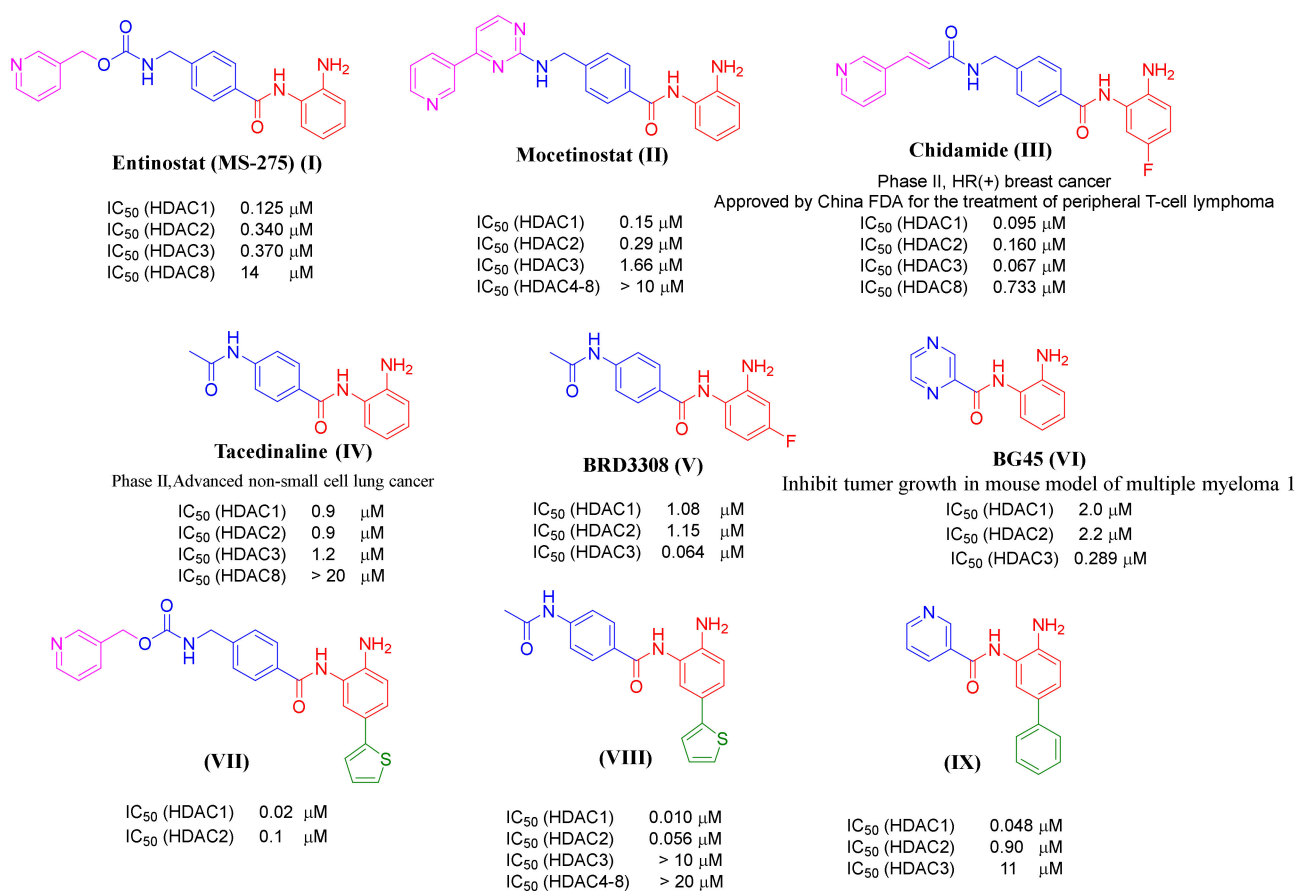 N
O
O
N
H
O
H
N
NH2
Entinostat (MS-275) (I)
IC50 (HDAC1) 0.125 μM
IC50 (HDAC2) 0.340 μM
IC50 (HDAC3) 0.370 μM
IC50 (HDAC8) 14 μM
N
N
N
N
H
O
H
N
NH2
Mocetinostat (II)
IC50 (HDAC1) 0.15 μM
IC50 (HDAC2) 0.29 μM
IC50 (HDAC3) 1.66 μM
IC50 (HDAC4-8) > 10 μM
N
O
N
H
O
H
N
NH2
F
Chidamide (III)
Phase II, HR(+) breast cancer
Approved by China FDA for the treatment of peripheral T-cell lymphoma
IC50 (HDAC1) 0.095 μM
IC50 (HDAC2) 0.160 μM
IC50 (HDAC3) 0.067 μM
IC50 (HDAC8) 0.733 μM
H
N
O
O
H
N
NH2
Tacedinaline (IV)
Phase II,Advanced non-small cell lung cancer
IC50 (HDAC1) 0.9 μM
IC50 (HDAC2) 0.9 μM
IC50 (HDAC3) 1.2 μM
IC50 (HDAC8) > 20 μM
H
N
O
O
H
N
NH2
F
BRD3308 (V)
IC50 (HDAC1) 1.08 μM
IC50 (HDAC2) 1.15 μM
IC50 (HDAC3) 0.064 μM
N
N
O
H
N
NH2
BG45 (VI)
Inhibit tumer growth in mouse model of multiple myeloma 1
IC50 (HDAC1) 2.0 μM
IC50 (HDAC2) 2.2 μM
IC50 (HDAC3) 0.289 μM
N
O
O
N
H
O
H
N
NH2
S
(VII)
IC50 (HDAC1) 0.02 μM
IC50 (HDAC2) 0.1 μM
H
N
O
O
H
N
NH2
S
(VIII)
IC50 (HDAC1) 0.010 μM
IC50 (HDAC2) 0.056 μM
IC50 (HDAC3) > 10 μM
IC50 (HDAC4-8) > 20 μM
N
O
H
N
NH2
(IX)
IC50 (HDAC1) 0.048 μM
IC50 (HDAC2) 0.90 μM
IC50 (HDAC3) 11 μM